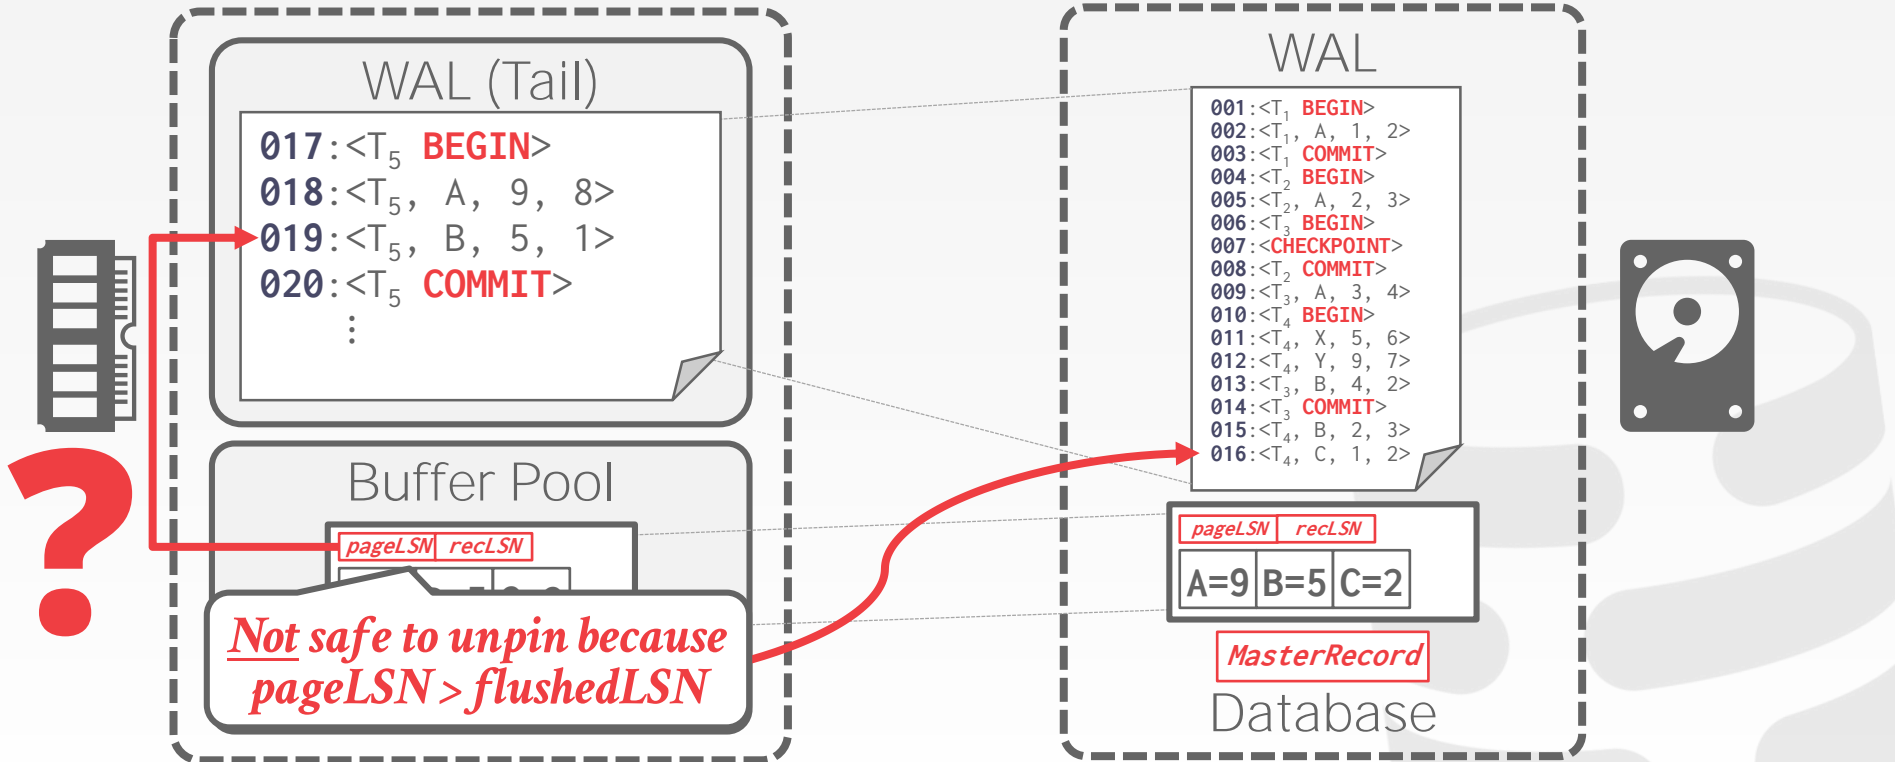 WAL (Tail)
017:<T5 BEGIN>
018:<T5, A, 9, 8>
019:<T5, B, 5, 1>
020:<T5 COMMIT>
⋮
?
Buffer Pool
pageLSN recLSN
Not safe to unpin because
pageLSN > flushedLSN
WAL
001:<T1 BEGIN>
002:<T1, A, 1, 2>
003:<T1 COMMIT>
004:<T2 BEGIN>
005:<T2, A, 2, 3>
006:<T3 BEGIN>
007:<CHECKPOINT>
008:<T2 COMMIT>
009:<T3, A, 3, 4>
010:<T4 BEGIN>
011:<T4, X, 5, 6>
012:<T4, Y, 9, 7>
013:<T3, B, 4, 2>
014:<T3 COMMIT>
015:<T4, B, 2, 3>
016:<T4, C, 1, 2>
pageLSN recLSN
A=9 B=5 C=2
MasterRecord
Database